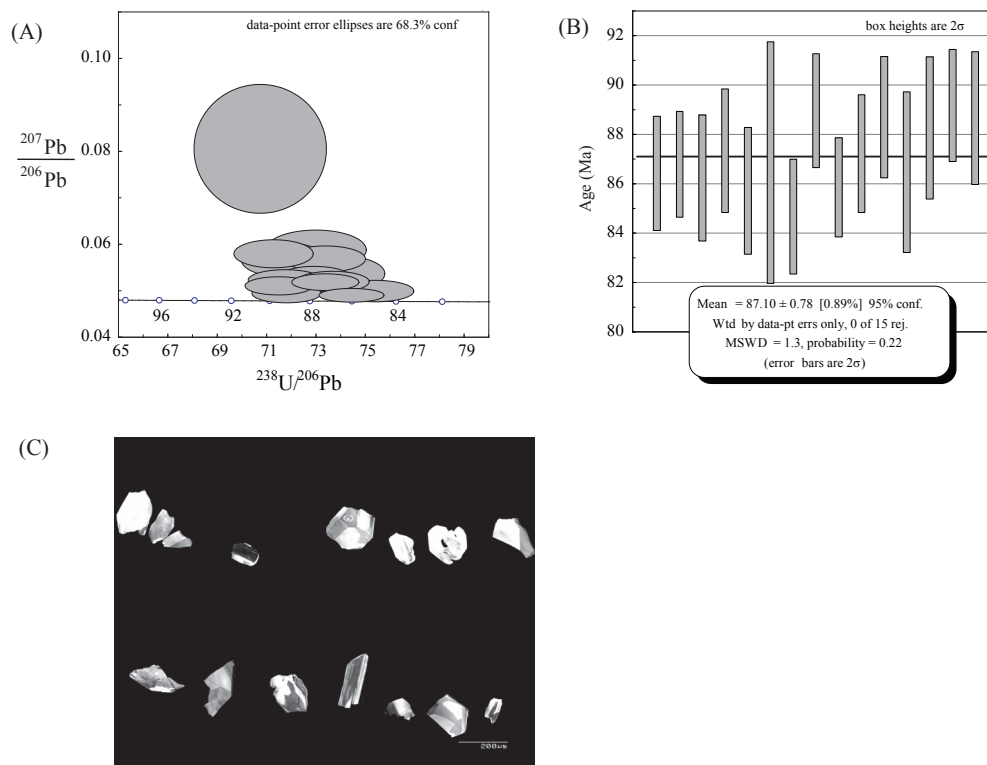 (A)
data-point error ellipses are 68.3% conf
0.10
0.08
0.06
0.04
207Pb
206Pb
96
92
88
84
65
67
69
71
73
75
77
79
238U/206Pb
(B)
box heights are 2σ
92
90
88
86
84
82
80
Age (Ma)
Mean = 87.10 ± 0.78 [0.89%] 95% conf.
Wtd by data-pt errs only, 0 of 15 rej.
MSWD = 1.3, probability = 0.22
(error bars are 2σ)
(C)
200µm